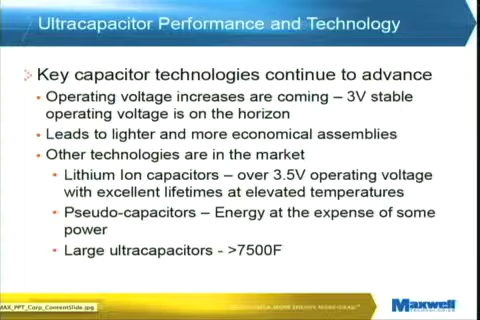 Ultracapacitor Performance and Technology
Key capacitor technologies continue to advance
• Operating voltage increases are coming – 3V stable
operating voltage is on the horizon
• Leads to lighter and more economical assemblies
• Other technologies are in the market
• Lithium Ion capacitors – over 3.5V operating voltage
with excellent lifetimes at elevated temperatures
• Pseudo-capacitors – Energy at the expense of some
power
• Large ultracapacitors - >7500F
MAX_PPT_Corp_ContentSlide.jpg
Maxwell
TECHNOLOGIES